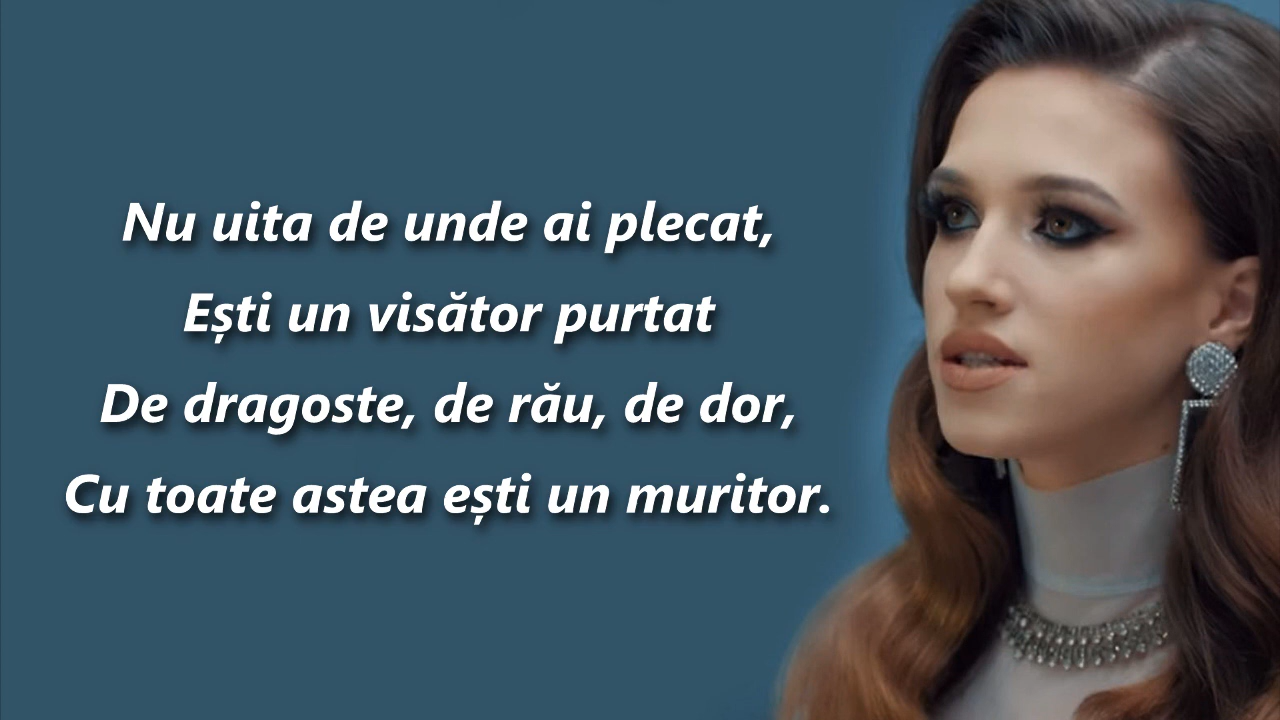 Nu uita de unde ai plecat,
Ești un visător purtat
De dragoste, de rău, de dor,
Cu toate astea ești un muritor.